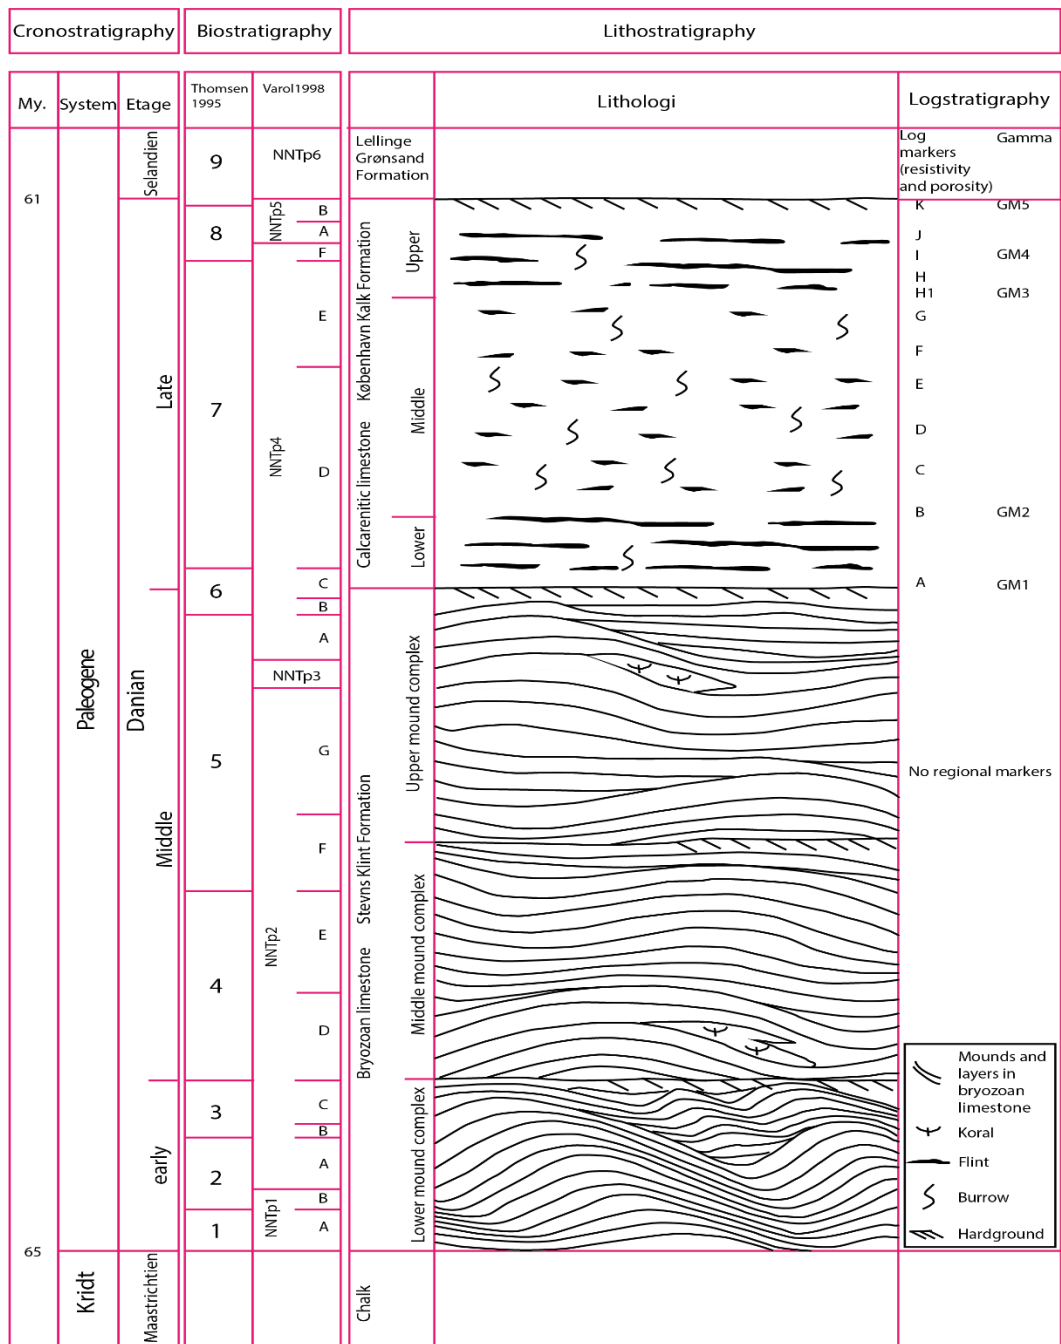 Cronostratigraphy
Biostratigraphy
Lithostratigraphy
My.
System
Etage
Thomsen
1995
Varol1998
Lithologi
Logstratigraphy
61
65
Paleogene
Kridt
Selandien
Danian
Late
Middle
early
Maastrichtien
9
8
7
6
5
4
3
2
1
NNTp6
NNTp5
B
A
NNTp4
F
E
D
C
B
A
NNTp3
NNTp2
G
F
E
D
C
B
A
NNTp1
B
A
Lellinge
Grønsand
Formation
Calcarenitic limestone København Kalk Formation
Upper
Middle
Lower
Bryozoan limestone Stevns Klint Formation
Upper mound complex
Middle mound complex
Lower mound complex
Chalk
Log
markers
(resistivity
and porosity)
Gamma
K GM5
J
I GM4
H
H1 GM3
G
F
E
D
C
B GM2
A GM1
No regional markers
Mounds and
layers in
bryozoan
limestone
Koral
Flint
Burrow
Hardground